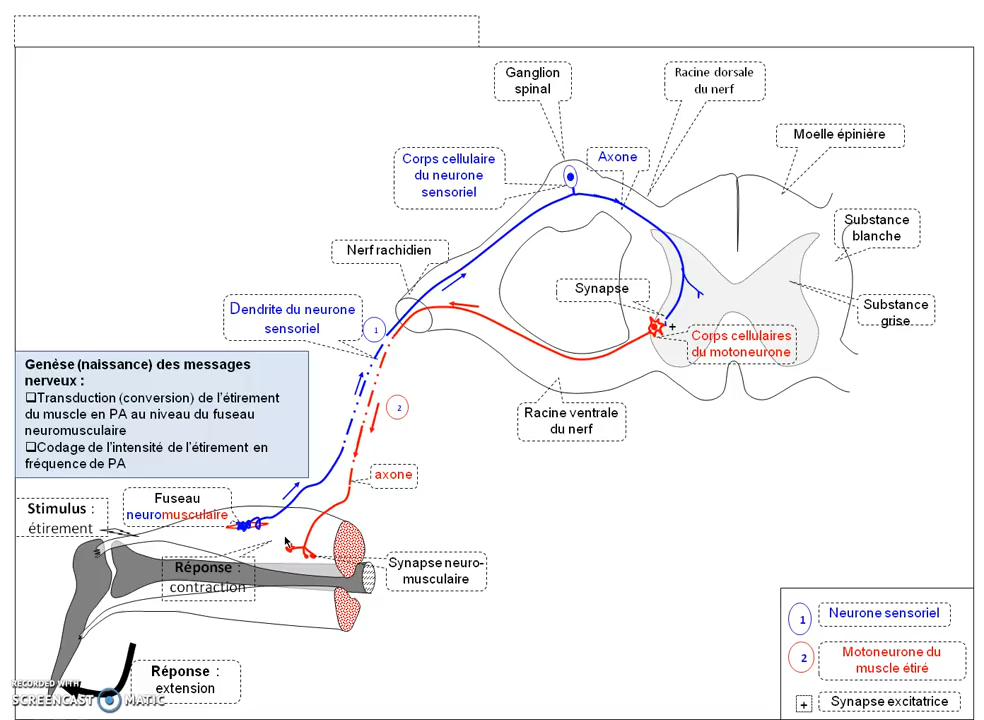 Ganglion
spinal
Racine dorsale
du nerf
Moelle épinière
Corps cellulaire
du neurone
sensoriel
Axone
Substance
blanche
Nerf rachidien
Synapse
Substance
grise
Dendrite du neurone
sensoriel
1
+
Corps cellulaires
du motoneurone
Genèse (naissance) des messages
nerveux :
❑Transduction (conversion) de l'étirement
du muscle en PA au niveau du fuseau
neuromusculaire
❑Codage de l'intensité de l'étirement en
fréquence de PA
2
Racine ventrale
du nerf
axone
Stimulus :
étirement
Fuseau
neuromusculaire
Réponse :
contraction
Synapse neuro-
musculaire
Réponse :
extension
1
Neurone sensoriel
2
Motoneurone du
muscle étiré
+
Synapse excitatrice
RECORDED WITH
SCREENCAST MATIC